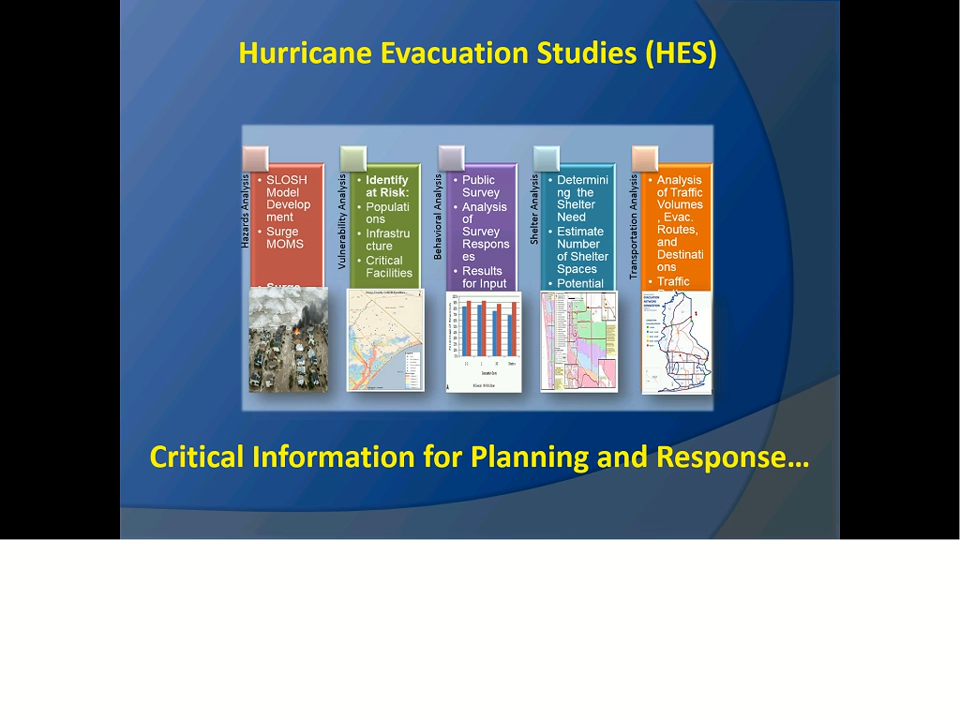 Hurricane Evacuation Studies (HES)
Hazards Analysis
• SLOSH
Model
Develop
ment
• Surge
MOMS
• Surge
Vulnerability Analysis
• Identify
at Risk:
• Populati
ons
• Infrastru
cture
• Critical
Facilities
Behavioral Analysis
• Public
Survey
• Analysis
of
Survey
Respons
es
• Results
for Input
Shelter Analysis
• Determini
ng the
Shelter
Need
• Estimate
Number
of Shelter
Spaces
• Potential
Transportation Analysis
• Analysis
of Traffic
Volumes
, Evac.
Routes,
and
Destinati
ons
• Traffic
Critical Information for Planning and Response…